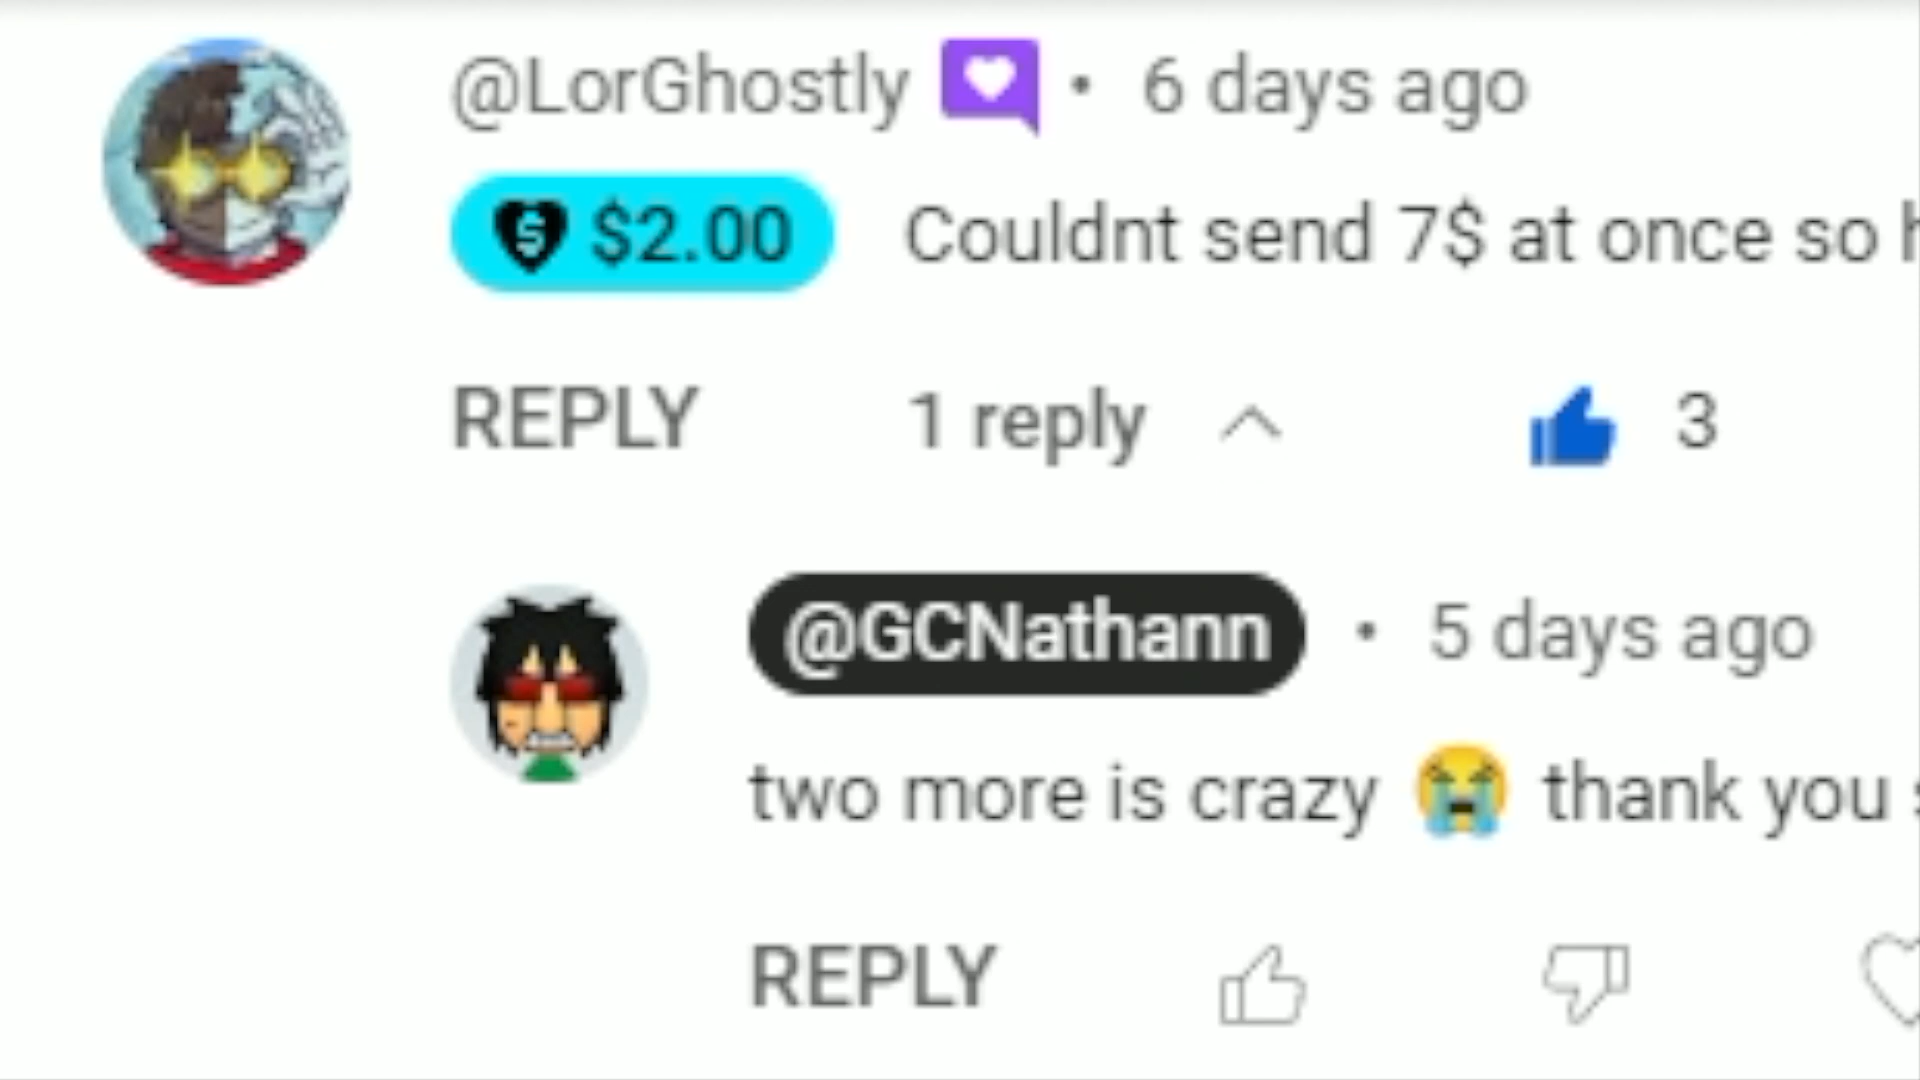 @LorGhostly • 6 days ago
$2.00 Couldnt send 7$ at once so
REPLY 1 reply 3
@GCNathann • 5 days ago
two more is crazy 😭 thank you
REPLY